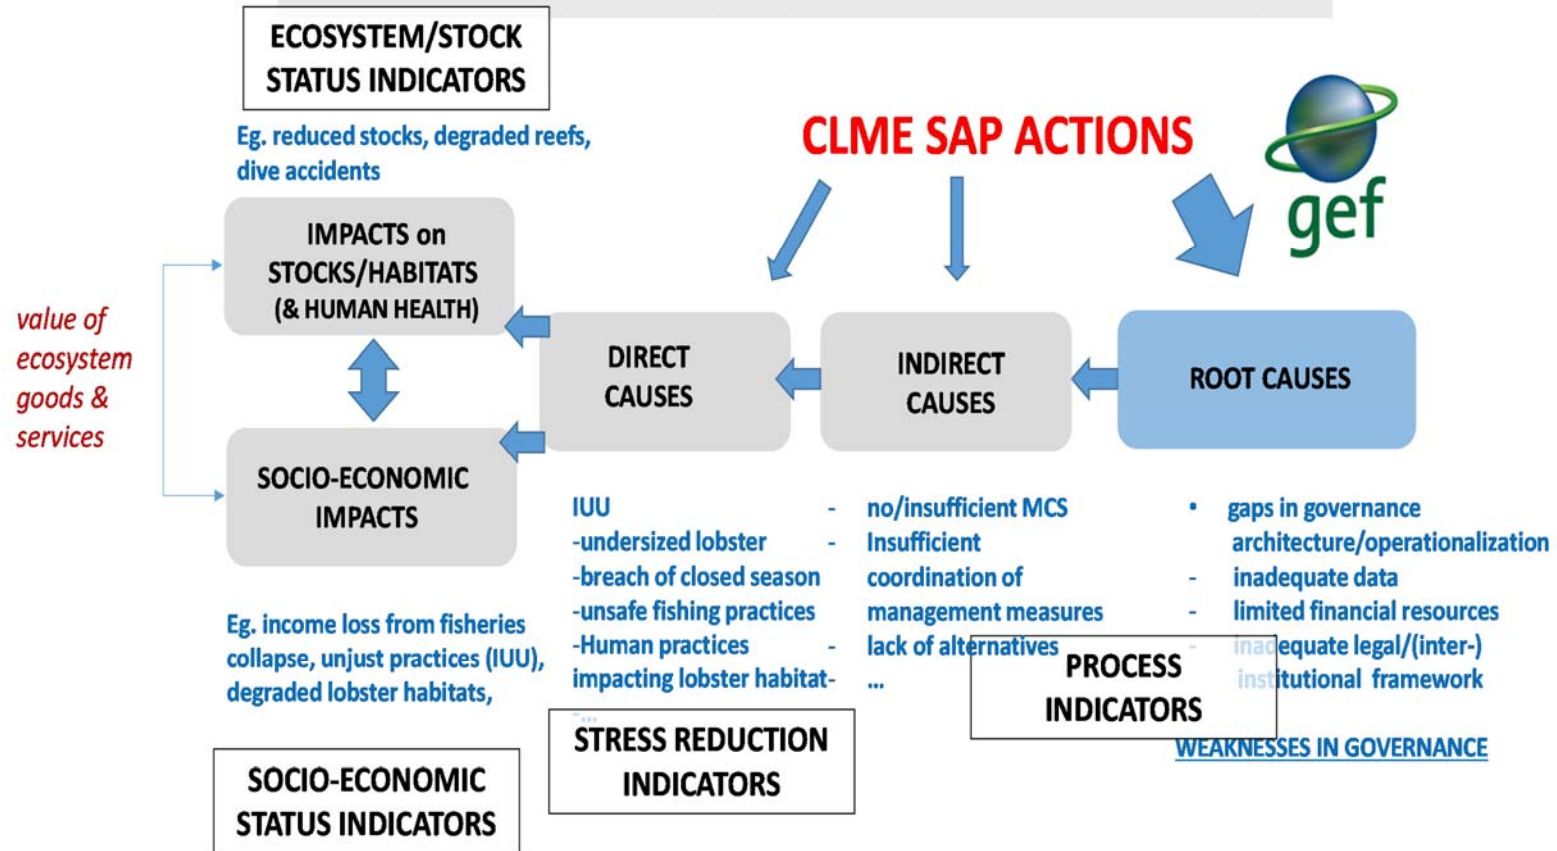 ECOSYSTEM/STOCK
STATUS INDICATORS
Eg. reduced stocks, degraded reefs,
dive accidents
CLME SAP ACTIONS
gef
IMPACTS on
STOCKS/HABITATS
(& HUMAN HEALTH)
value of
ecosystem
goods &
services
DIRECT
CAUSES
INDIRECT
CAUSES
ROOT CAUSES
SOCIO-ECONOMIC
IMPACTS
Eg. income loss from fisheries
collapse, unjust practices (IUU),
degraded lobster habitats,
IUU
-undersized lobster
-breach of closed season
-unsafe fishing practices
-Human practices
impacting lobster habitat
-...
- no/insufficient MCS
- Insufficient
coordination of
management measures
- lack of alternatives
- ...
• gaps in governance
architecture/operationalization
- inadequate data
- limited financial resources
- inadequate legal/(inter-)
institutional framework
PROCESS
INDICATORS
WEAKNESSES IN GOVERNANCE
STRESS REDUCTION
INDICATORS
SOCIO-ECONOMIC
STATUS INDICATORS